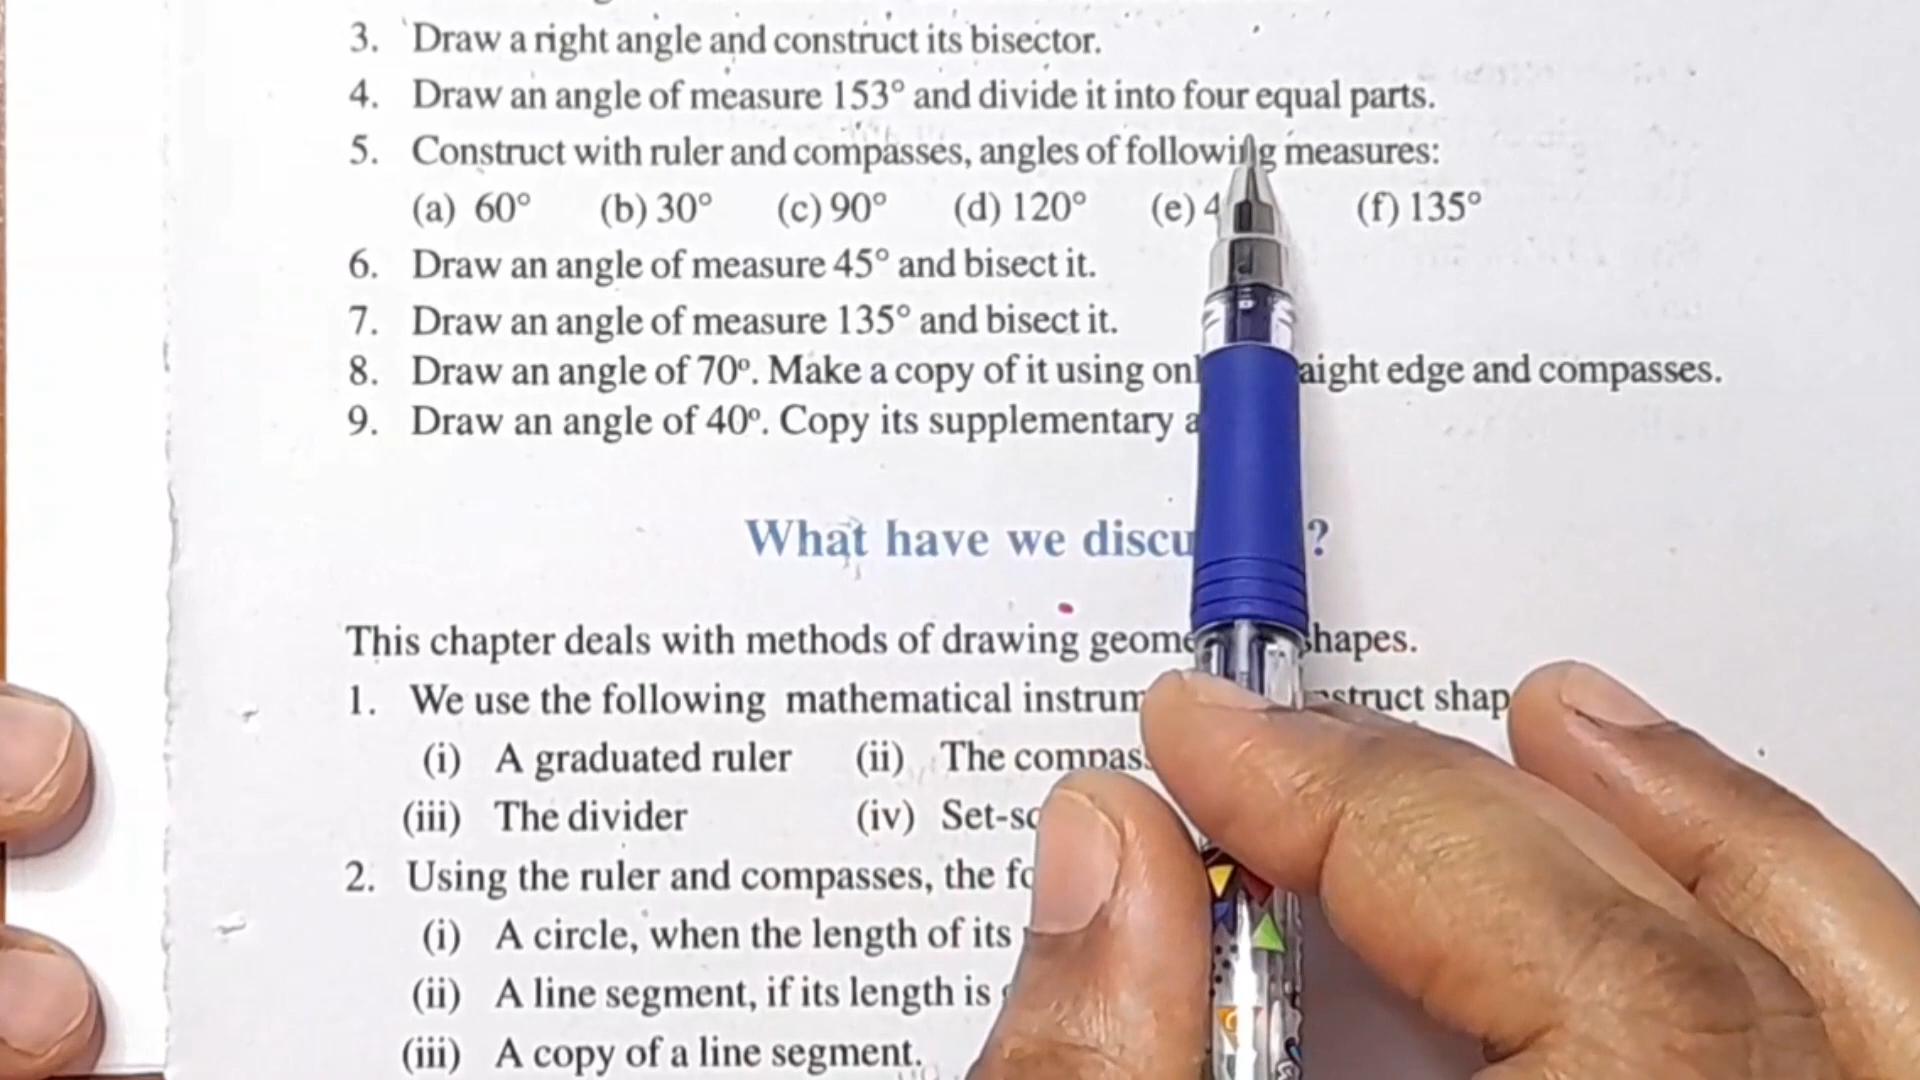 3. Draw a right angle and construct its bisector.
4. Draw an angle of measure 153° and divide it into four equal parts.
5. Construct with ruler and compasses, angles of following measures:
(a) 60° (b) 30° (c) 90° (d) 120° (e) 4 (f) 135°
6. Draw an angle of measure 45° and bisect it.
7. Draw an angle of measure 135° and bisect it.
8. Draw an angle of 70°. Make a copy of it using edge and compasses.
9. Draw an angle of 40°. Copy its supplementary
What have we ?
This chapter deals with methods of drawing
1. We use the following mathematical
(i) A graduated ruler (ii) The
(iii) The divider (iv)
2. Using the ruler and compasses, the
(i) A circle, when the length of its
(ii) A line segment, if its length is
(iii) A copy of a line segment.